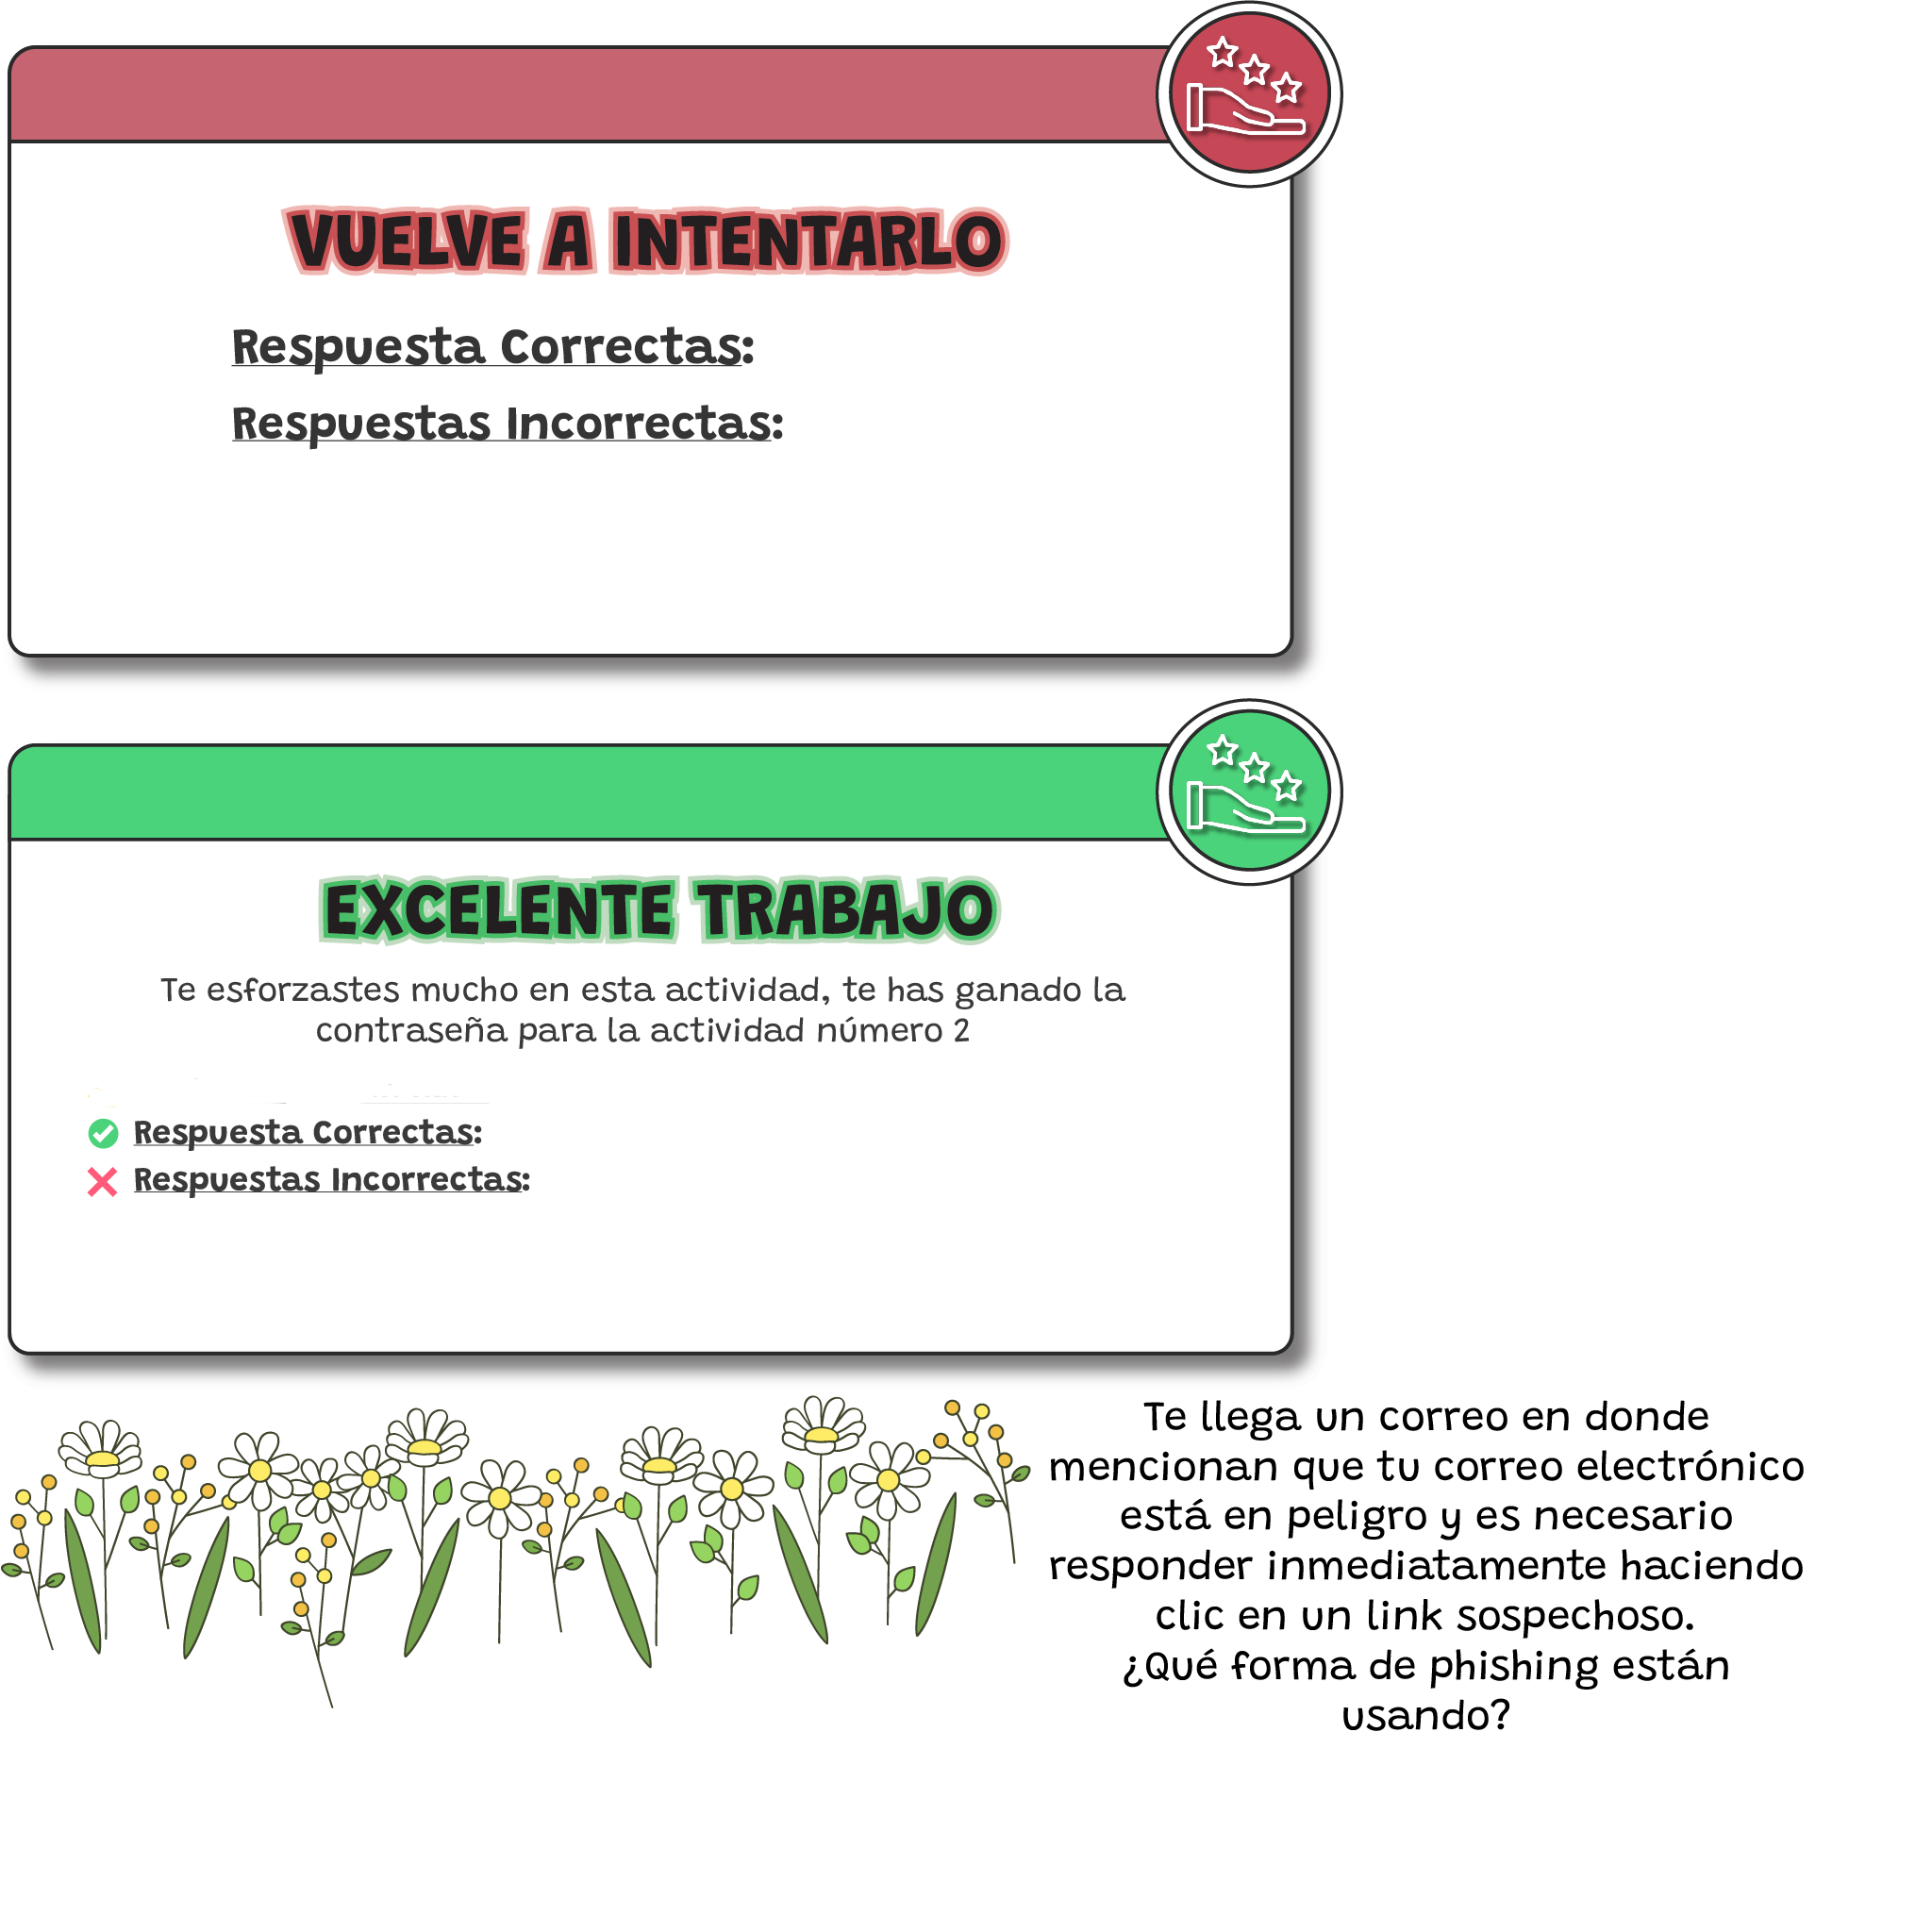 VUELVE A INTENTARLO
Respuesta Correctas:
Respuestas Incorrectas:
EXCELENTE TRABAJO
Te esforzastes mucho en esta actividad, te has ganado la
contraseña para la actividad número 2
Respuesta Correctas:
Respuestas Incorrectas:
Te llega un correo en donde
mencionan que tu correo electrónico
está en peligro y es necesario
responder inmediatamente haciendo
clic en un link sospechoso.
¿Qué forma de phishing están
usando?